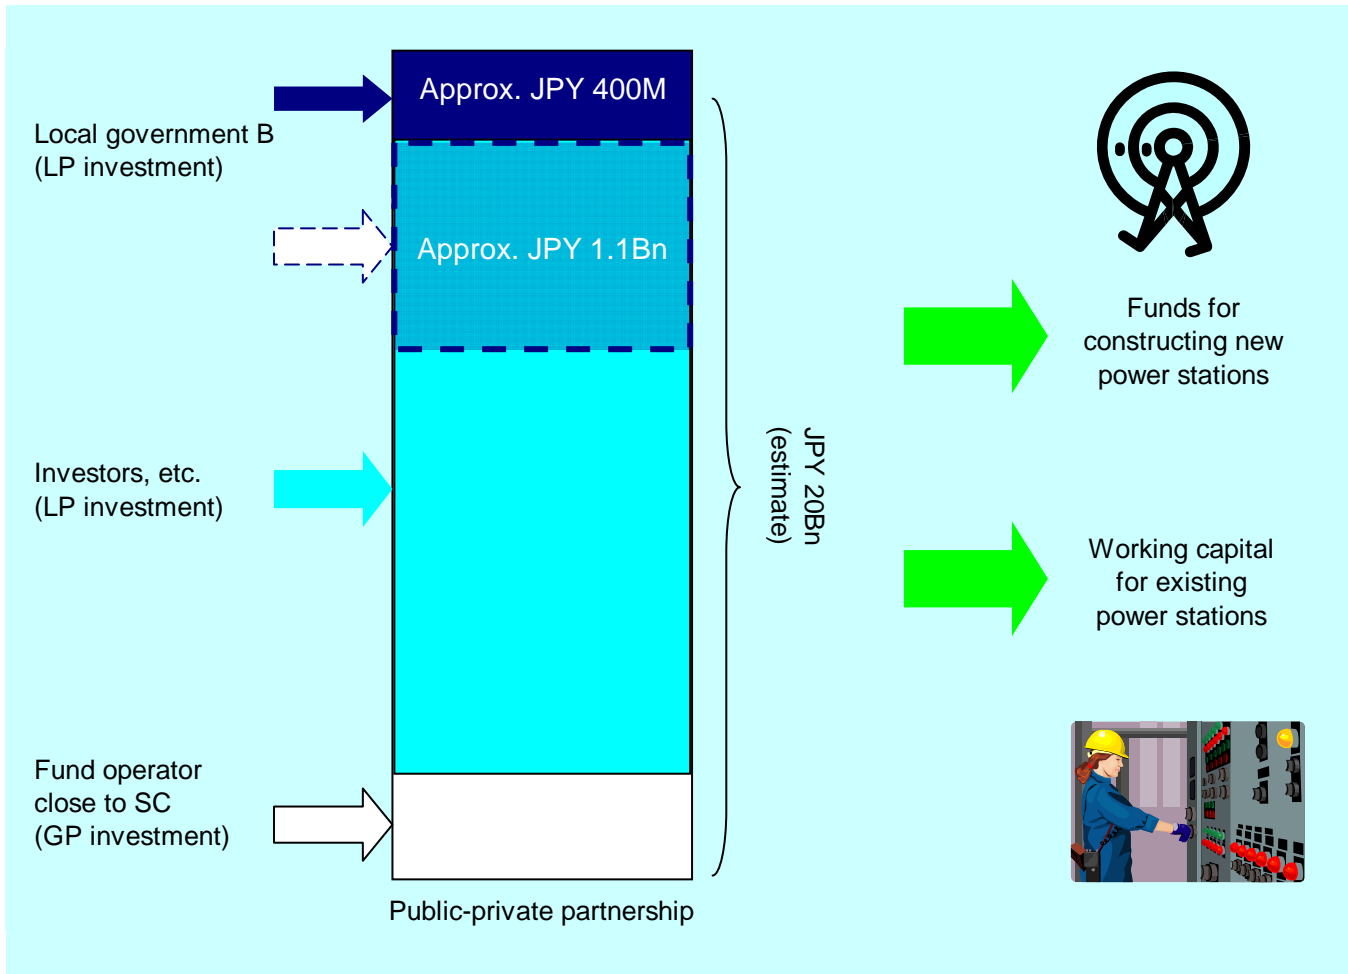 Approx. JPY 400M
Local government B
(LP investment)
Approx. JPY 1.1Bn
Investors, etc.
(LP investment)
Fund operator
close to SC
(GP investment)
Public-private partnership
JPY 20Bn
(estimate)
Funds for
constructing new
power stations
Working capital
for existing
power stations